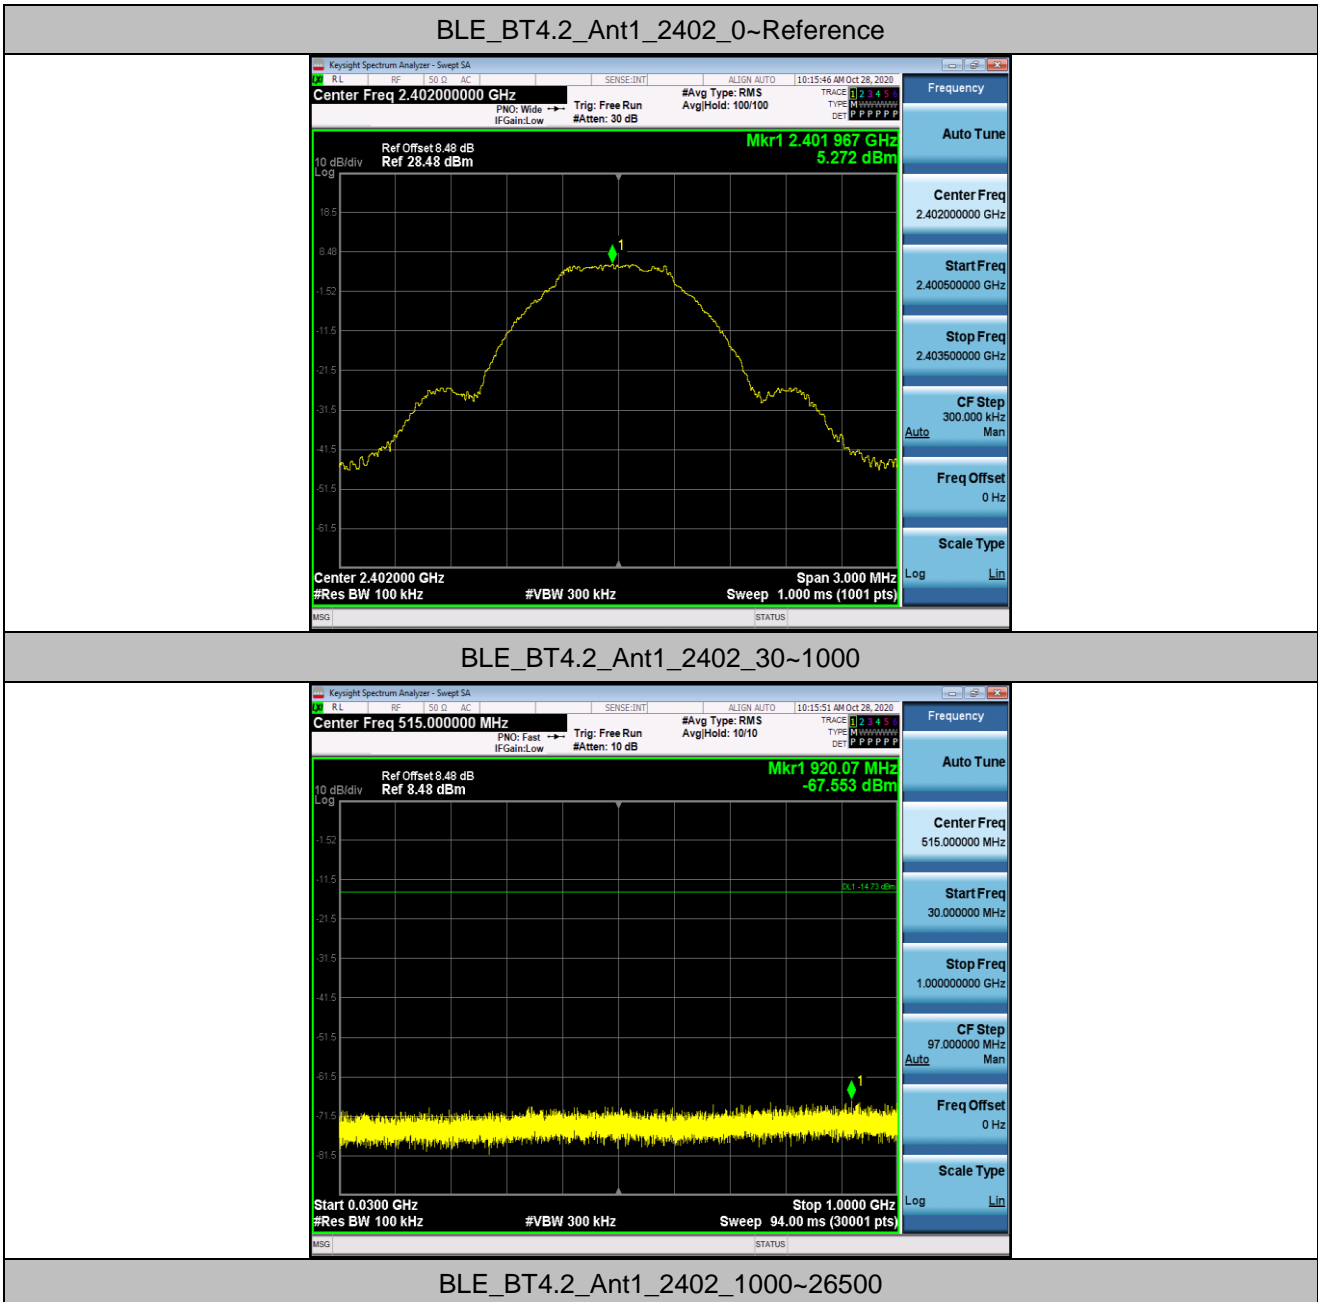 BLE_BT4.2_Ant1_2402_0~Reference
Keysight Spectrum Analyzer - Swept SA
RL RF 50 Ω AC SENSE:INT ALIGN AUTO 10:15:46 AM Oct 28, 2020
Center Freq 2.402000000 GHz #Avg Type: RMS TRACE 1 2 3 4 5 6
PNO: Wide Trig: Free Run Avg|Hold: 100/100 TYPE M WWWWW
IFGain:Low #Atten: 30 dB DET P P P P P P
Frequency
Auto Tune
Mkr1 2.401 967 GHz
5.272 dBm
Ref Offset 8.48 dB
10 dB/div Ref 28.48 dBm
Log
18.5
8.48
-1.52
-11.5
-21.5
-31.5
-41.5
-51.5
-61.5
1
Center Freq
2.402000000 GHz
Start Freq
2.400500000 GHz
Stop Freq
2.403500000 GHz
CF Step
300.000 kHz
Auto Man
Freq Offset
0 Hz
Scale Type
Log Lin
Center 2.402000 GHz Span 3.000 MHz
#Res BW 100 kHz #VBW 300 kHz Sweep 1.000 ms (1001 pts)
MSG STATUS
BLE_BT4.2_Ant1_2402_30~1000
Keysight Spectrum Analyzer - Swept SA
RL RF 50 Ω AC SENSE:INT ALIGN AUTO 10:15:51 AM Oct 28, 2020
Center Freq 515.000000 MHz #Avg Type: RMS TRACE 1 2 3 4 5 6
PNO: Fast Trig: Free Run Avg|Hold: 10/10 TYPE M WWWWW
IFGain:Low #Atten: 10 dB DET P P P P P P
Frequency
Auto Tune
Mkr1 920.07 MHz
-67.553 dBm
Ref Offset 8.48 dB
10 dB/div Ref 8.48 dBm
Log
-1.52
-11.5
DL1 -14.73 dBm
-21.5
-31.5
-41.5
-51.5
-61.5
-71.5
-81.5
1
Center Freq
515.000000 MHz
Start Freq
30.000000 MHz
Stop Freq
1.000000000 GHz
CF Step
97.000000 MHz
Auto Man
Freq Offset
0 Hz
Scale Type
Log Lin
Start 0.0300 GHz Stop 1.0000 GHz
#Res BW 100 kHz #VBW 300 kHz Sweep 94.00 ms (30001 pts)
MSG STATUS
BLE_BT4.2_Ant1_2402_1000~26500